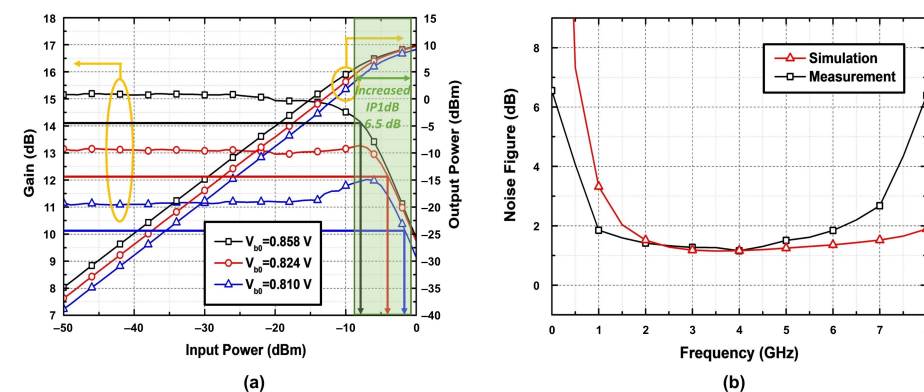 18
17
16
15
14
13
12
11
10
9
8
7
Gain (dB)
−50
−40
−30
−20
−10
0
Input Power (dBm)
15
10
5
0
−5
−10
−15
−20
−25
−30
−35
−40
Output Power (dBm)
Increased
IP1dB
6.5 dB
Vb0=0.858 V
Vb0=0.824 V
Vb0=0.810 V
(a)
8
6
4
2
0
Noise Figure (dB)
Simulation
Measurement
0
1
2
3
4
5
6
7
Frequency (GHz)
(b)